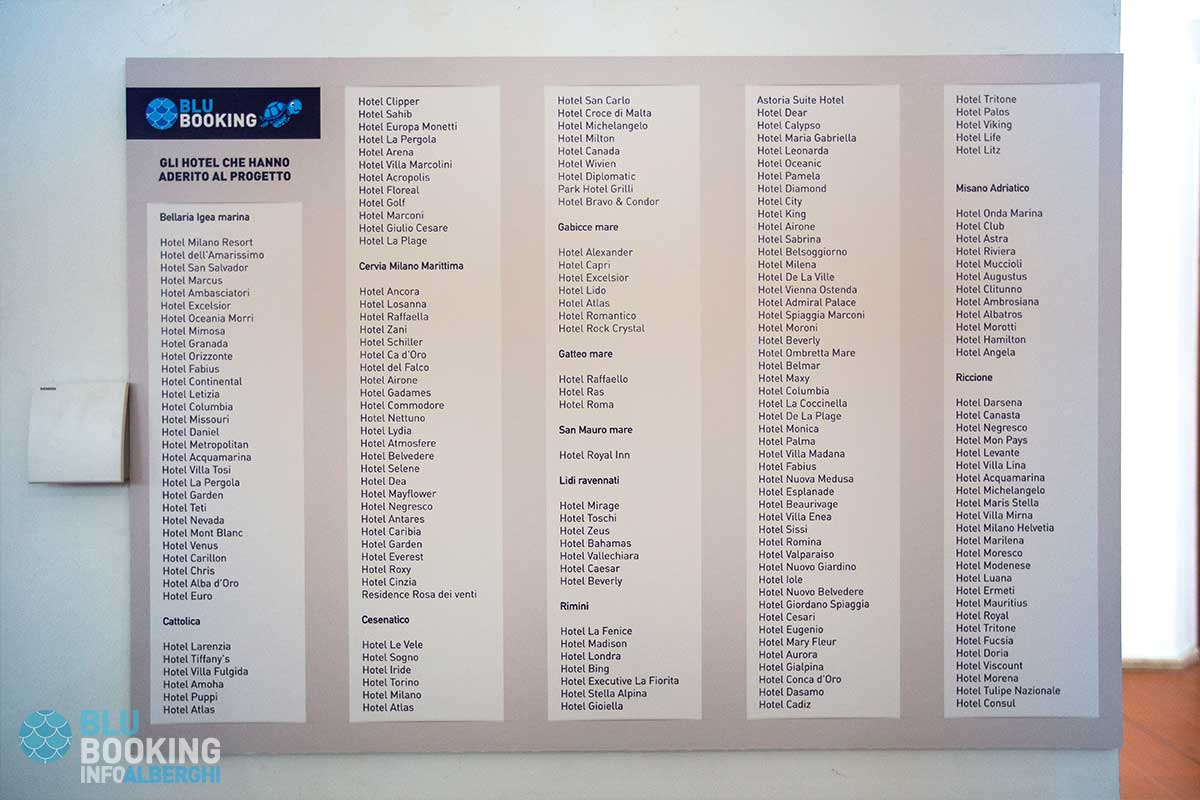 BLU
BOOKING
GLI HOTEL CHE HANNO
ADERITO AL PROGETTO
Bellaria Igea marina
Hotel Milano Resort
Hotel dell'Amarissimo
Hotel San Salvador
Hotel Marcus
Hotel Ambasciatori
Hotel Excelsior
Hotel Oceania Morri
Hotel Mimosa
Hotel Granada
Hotel Orizzonte
Hotel Fabius
Hotel Continental
Hotel Letizia
Hotel Columbia
Hotel Missouri
Hotel Daniel
Hotel Metropolitan
Hotel Acquamarina
Hotel Villa Tosi
Hotel La Pergola
Hotel Garden
Hotel Teti
Hotel Nevada
Hotel Mont Blanc
Hotel Venus
Hotel Carillon
Hotel Chris
Hotel Alba d'Oro
Hotel Euro
Cattolica
Hotel Larenzia
Hotel Tiffany's
Hotel Villa Fulgida
Hotel Amoha
Hotel Puppi
Hotel Atlas
Hotel Clipper
Hotel Sahib
Hotel Europa Monetti
Hotel La Pergola
Hotel Arena
Hotel Villa Marcolini
Hotel Acropolis
Hotel Floreal
Hotel Golf
Hotel Marconi
Hotel Giulio Cesare
Hotel La Plage
Cervia Milano Marittima
Hotel Ancora
Hotel Losanna
Hotel Raffaella
Hotel Zani
Hotel Schiller
Hotel Ca d'Oro
Hotel del Falco
Hotel Airone
Hotel Gadames
Hotel Commodore
Hotel Nettuno
Hotel Lydia
Hotel Atmosfere
Hotel Belvedere
Hotel Selene
Hotel Dea
Hotel Mayflower
Hotel Negresco
Hotel Antares
Hotel Caribia
Hotel Garden
Hotel Everest
Hotel Roxy
Hotel Cinzia
Residence Rosa dei venti
Cesenatico
Hotel Le Vele
Hotel Sogno
Hotel Iride
Hotel Torino
Hotel Milano
Hotel Atlas
Hotel San Carlo
Hotel Croce di Malta
Hotel Michelangelo
Hotel Milton
Hotel Canada
Hotel Wivien
Hotel Diplomatic
Park Hotel Grilli
Hotel Bravo & Condor
Gabicce mare
Hotel Alexander
Hotel Capri
Hotel Excelsior
Hotel Lido
Hotel Atlas
Hotel Romantico
Hotel Rock Crystal
Gatteo mare
Hotel Raffaello
Hotel Ras
Hotel Roma
San Mauro mare
Hotel Royal Inn
Lidi ravennati
Hotel Mirage
Hotel Toschi
Hotel Zeus
Hotel Bahamas
Hotel Vallechiara
Hotel Caesar
Hotel Beverly
Rimini
Hotel La Fenice
Hotel Madison
Hotel Londra
Hotel Bing
Hotel Executive La Fiorita
Hotel Stella Alpina
Hotel Gioiella
Astoria Suite Hotel
Hotel Dear
Hotel Calypso
Hotel Maria Gabriella
Hotel Leonarda
Hotel Oceanic
Hotel Pamela
Hotel Diamond
Hotel City
Hotel King
Hotel Airone
Hotel Sabrina
Hotel Belsoggiorno
Hotel Milena
Hotel De La Ville
Hotel Vienna Ostenda
Hotel Admiral Palace
Hotel Spiaggia Marconi
Hotel Moroni
Hotel Beverly
Hotel Ombretta Mare
Hotel Belmar
Hotel Maxy
Hotel Columbia
Hotel La Coccinella
Hotel De La Plage
Hotel Monica
Hotel Palma
Hotel Villa Madana
Hotel Fabius
Hotel Nuova Medusa
Hotel Esplanade
Hotel Beaurivage
Hotel Villa Enea
Hotel Sissi
Hotel Romina
Hotel Valparaiso
Hotel Nuovo Giardino
Hotel Iole
Hotel Nuovo Belvedere
Hotel Giordano Spiaggia
Hotel Cesari
Hotel Eugenio
Hotel Mary Fleur
Hotel Aurora
Hotel Gialpina
Hotel Conca d'Oro
Hotel Dasamo
Hotel Cadiz
Hotel Tritone
Hotel Palos
Hotel Viking
Hotel Life
Hotel Litz
Misano Adriatico
Hotel Onda Marina
Hotel Club
Hotel Astra
Hotel Riviera
Hotel Muccioli
Hotel Augustus
Hotel Clitunno
Hotel Ambrosiana
Hotel Albatros
Hotel Morotti
Hotel Hamilton
Hotel Angela
Riccione
Hotel Darsena
Hotel Canasta
Hotel Negresco
Hotel Mon Pays
Hotel Levante
Hotel Villa Lina
Hotel Acquamarina
Hotel Michelangelo
Hotel Maris Stella
Hotel Villa Mirna
Hotel Milano Helvetia
Hotel Marilena
Hotel Moresco
Hotel Modenese
Hotel Luana
Hotel Ermeti
Hotel Mauritius
Hotel Royal
Hotel Tritone
Hotel Fucsia
Hotel Doria
Hotel Viscount
Hotel Morena
Hotel Tulipe Nazionale
Hotel Consul
BLU
BOOKING
INFOALBERGHI